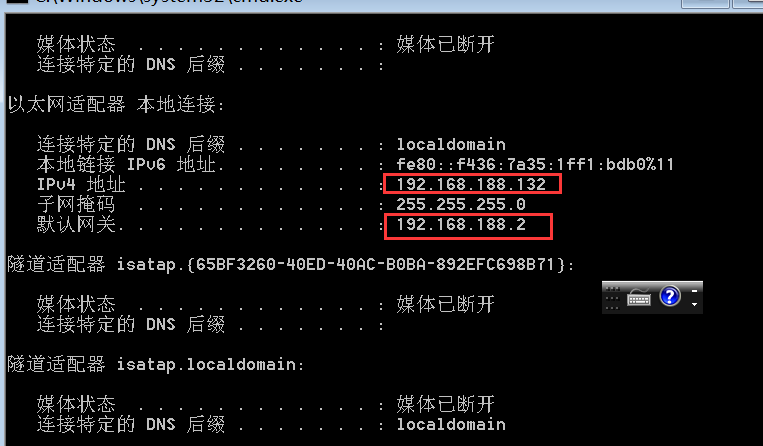 媒体状态 . . . . . . . . . . . . : 媒体已断开
连接特定的 DNS 后缀 . . . . . . . :
以太网适配器 本地连接:
连接特定的 DNS 后缀 . . . . . . . : localdomain
本地链接 IPv6 地址. . . . . . . . : fe80::f436:7a35:1ff1:bdb0%11
IPv4 地址 . . . . . . . . . . . . : 192.168.188.132
子网掩码 . . . . . . . . . . . . : 255.255.255.0
默认网关. . . . . . . . . . . . . : 192.168.188.2
隧道适配器 isatap.{65BF3260-40ED-40AC-B0BA-892EFC698B71}:
媒体状态 . . . . . . . . . . . . : 媒体已断开
连接特定的 DNS 后缀 . . . . . . . :
隧道适配器 isatap.localdomain:
媒体状态 . . . . . . . . . . . . : 媒体已断开
连接特定的 DNS 后缀 . . . . . . . : localdomain